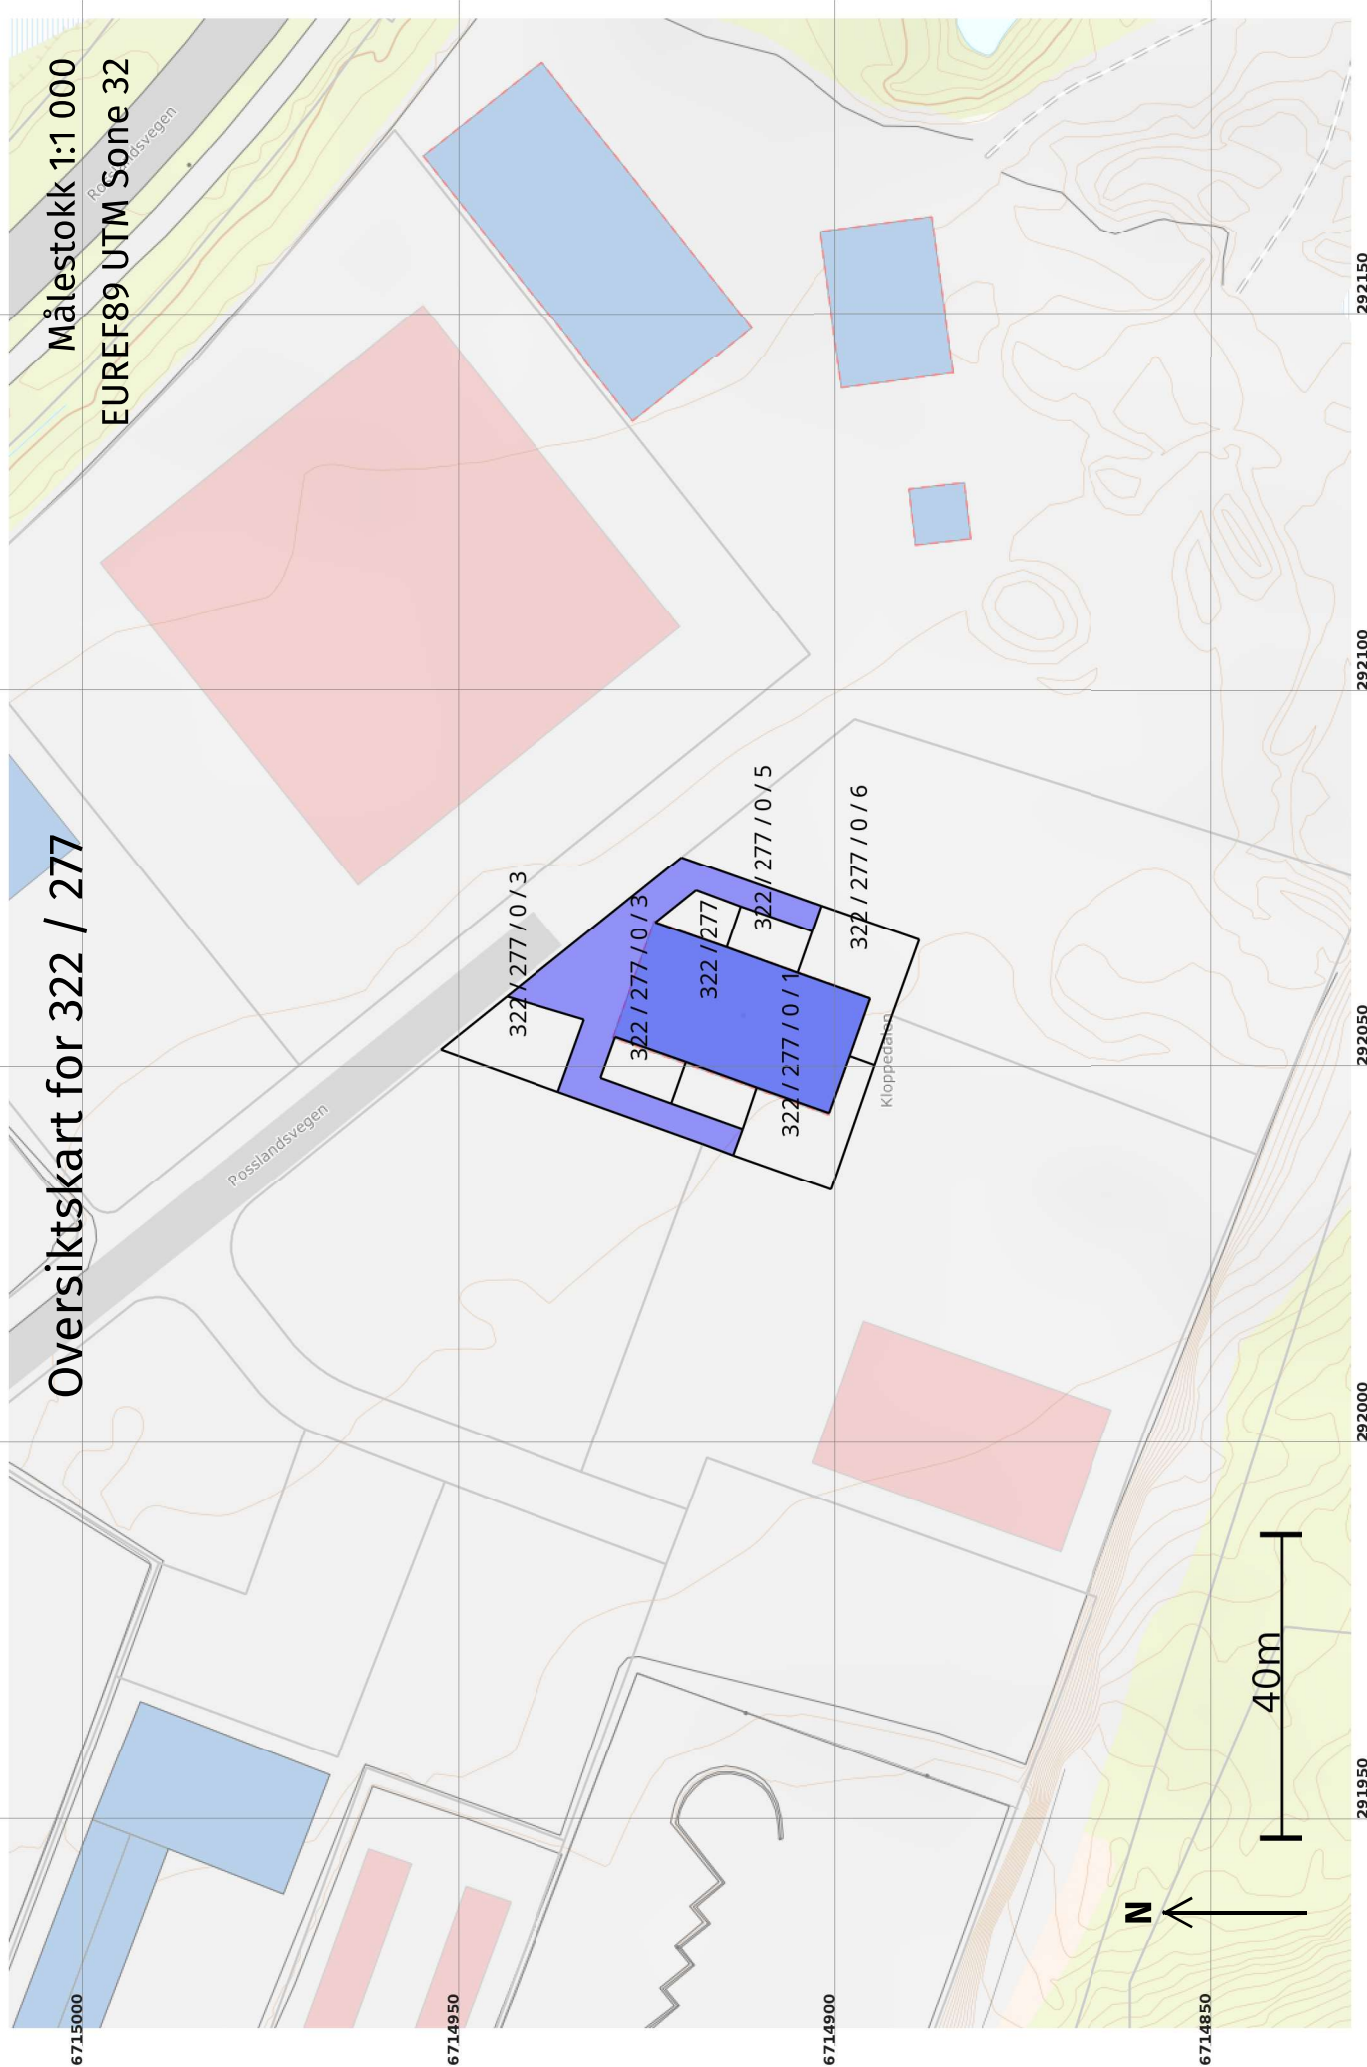 Oversiktskart for 322 / 277
Målestokk 1:1 000
EUREF89 UTM Sone 32
Rosslandsvegen
Rosslandsvegen
322 / 277 / 0 / 3
322 / 277 / 0 / 3
322 / 277
322 / 277 / 0 / 5
322 / 277 / 0 / 1
322 / 277 / 0 / 6
Kloppedalen
N
40m
6715000
6714950
6714900
6714850
291950
292000
292050
292100
292150